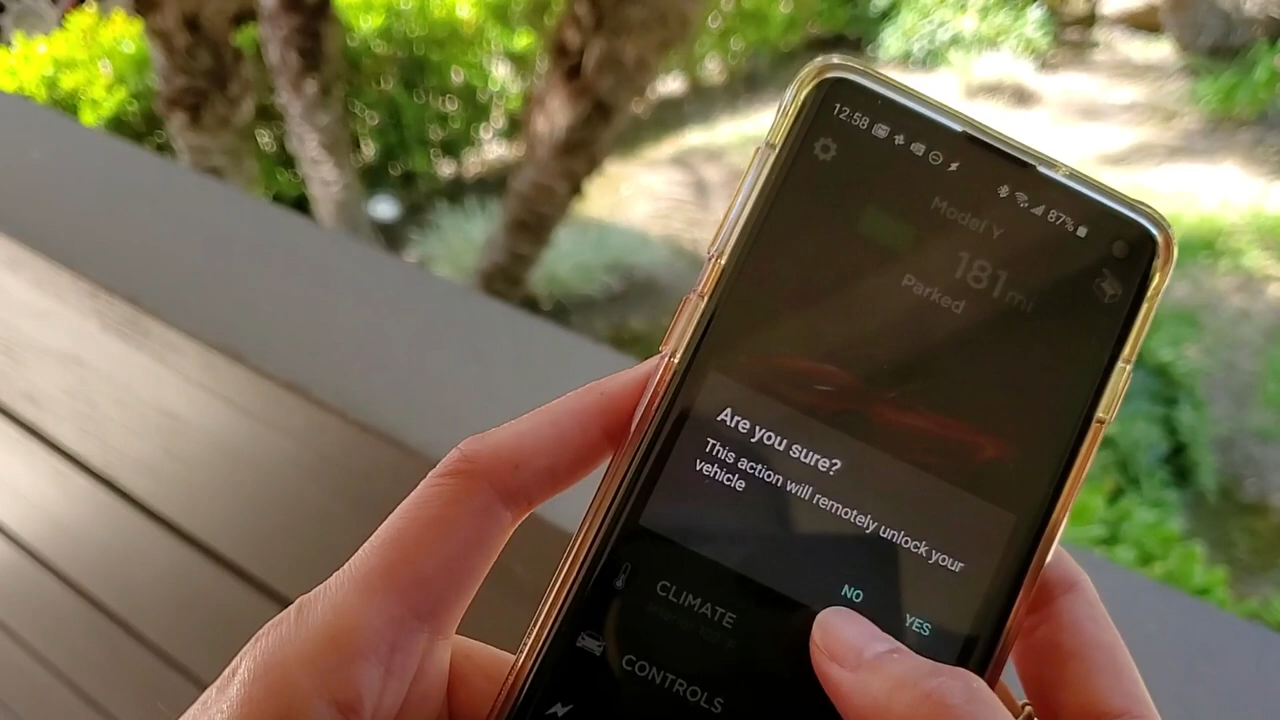 12:58
87%
Model Y
181 mi
Parked
Are you sure?
This action will remotely unlock your
vehicle
NO
YES
CLIMATE
CONTROLS